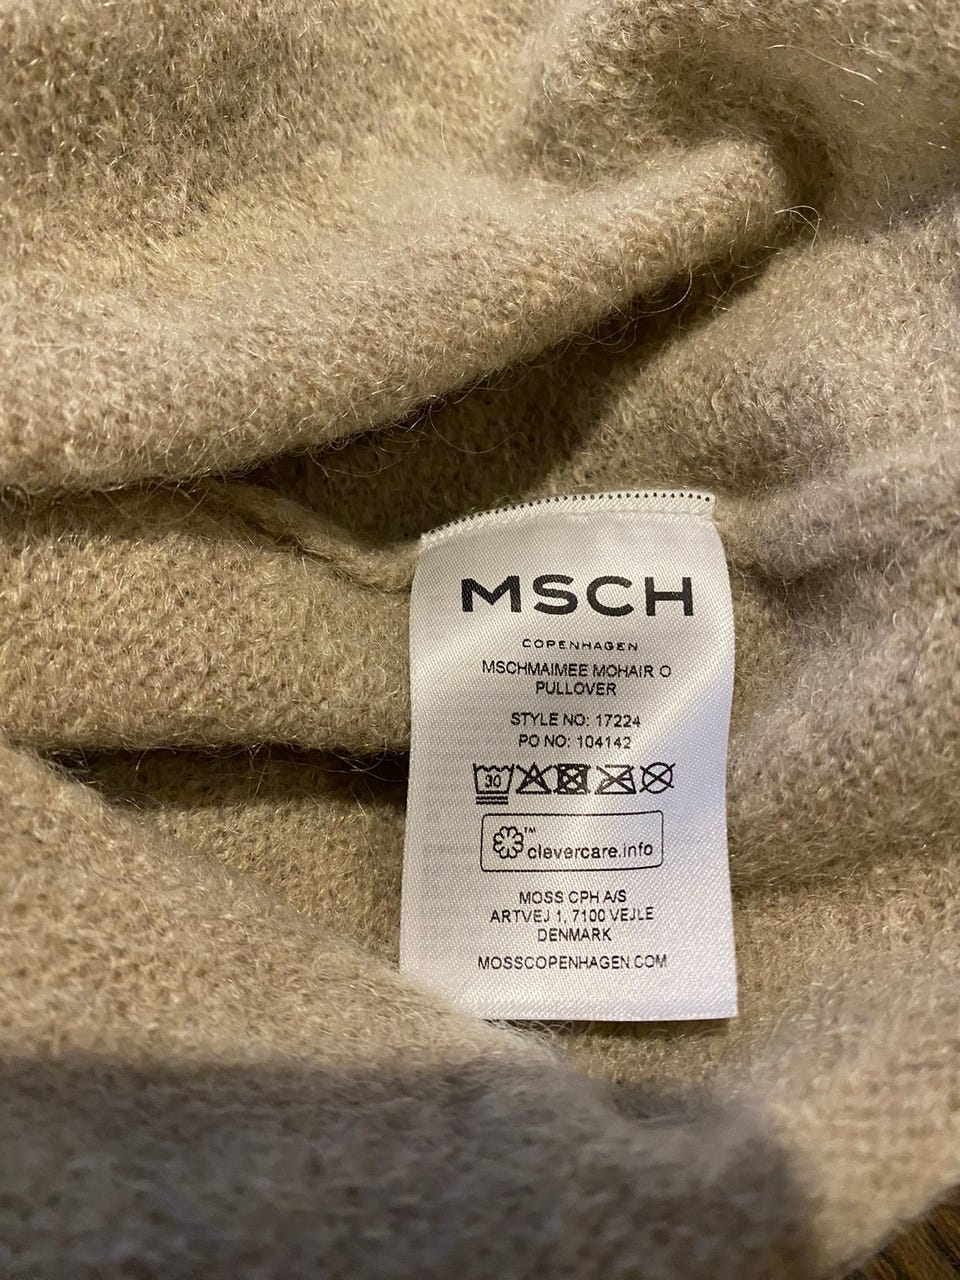 MSCH
COPENHAGEN
MSCHMAIMEE MOHAIR O
PULLOVER
STYLE NO: 17224
PO NO: 104142
30
™
clevercare.info
MOSS CPH A/S
ARTVEJ 1, 7100 VEJLE
DENMARK
MOSSCOPENHAGEN.COM